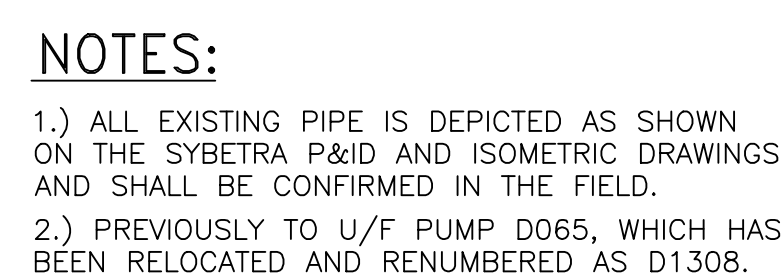 NOTES:
1.) ALL EXISTING PIPE IS DEPICTED AS SHOWN
ON THE SYBETRA P&ID AND ISOMETRIC DRAWINGS
AND SHALL BE CONFIRMED IN THE FIELD.
2.) PREVIOUSLY TO U/F PUMP D065, WHICH HAS
BEEN RELOCATED AND RENUMBERED AS D1308.